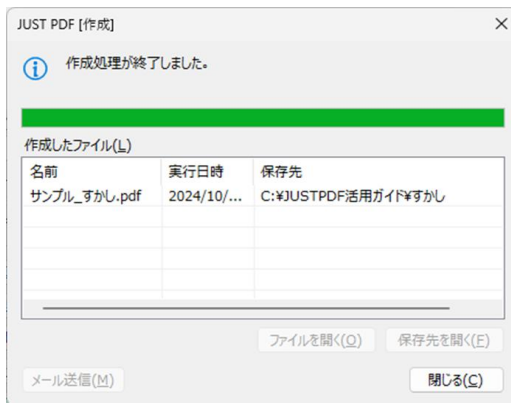 JUST PDF [作成]
作成処理が終了しました。
作成したファイル(L)
名前 実行日時 保存先
サンプル_すかし.pdf 2024/10/... C:¥JUSTPDF活用ガイド¥すかし
ファイルを開く(O) 保存先を開く(F)
メール送信(M) 閉じる(C)